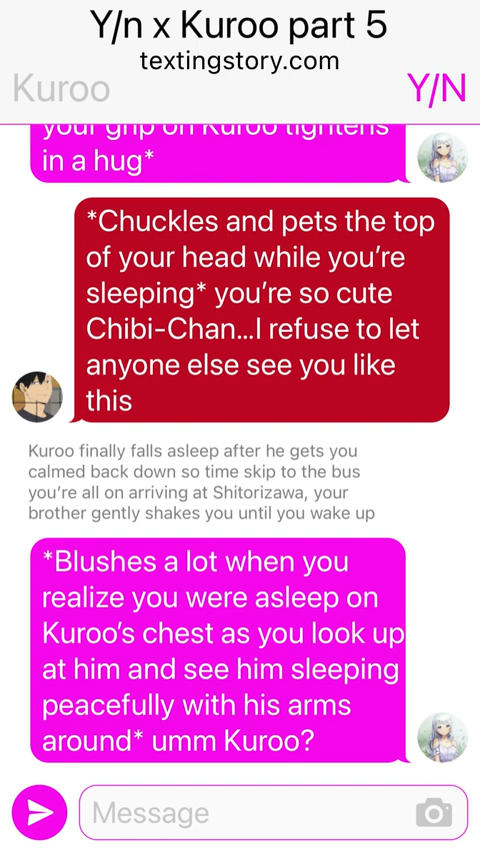 Y/n x Kuroo part 5
textingstory.com
Kuroo
Y/N
your grip on Kuroo tightens
in a hug*
*Chuckles and pets the top
of your head while you’re
sleeping* you’re so cute
Chibi-Chan...I refuse to let
anyone else see you like
this
Kuroo finally falls asleep after he gets you
calmed back down so time skip to the bus
you’re all on arriving at Shitorizawa, your
brother gently shakes you until you wake up
*Blushes a lot when you
realize you were asleep on
Kuroo’s chest as you look up
at him and see him sleeping
peacefully with his arms
around* umm Kuroo?
Message